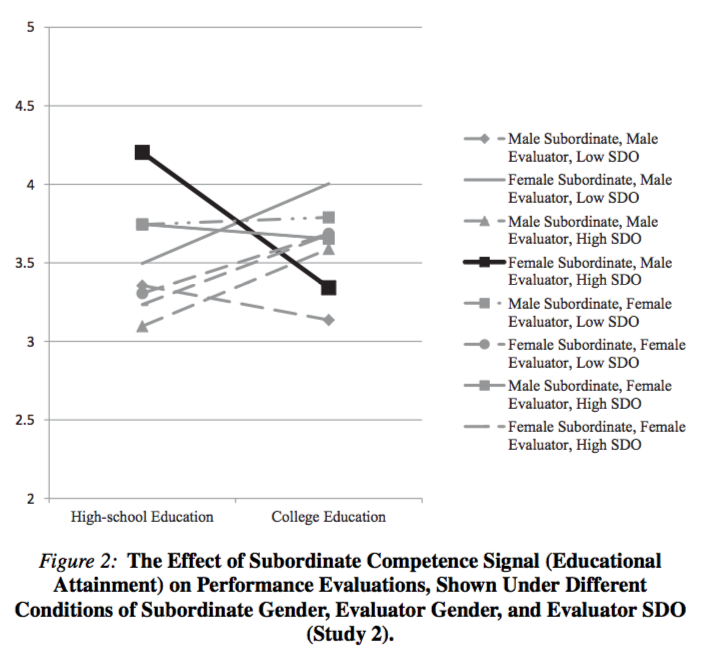 5
4.5
4
3.5
3
2.5
2
High-school Education
College Education
Male Subordinate, Male
Evaluator, Low SDO
Female Subordinate, Male
Evaluator, Low SDO
Male Subordinate, Male
Evaluator, High SDO
Female Subordinate, Male
Evaluator, High SDO
Male Subordinate, Female
Evaluator, Low SDO
Female Subordinate, Female
Evaluator, Low SDO
Male Subordinate, Female
Evaluator, High SDO
Female Subordinate, Female
Evaluator, High SDO
Figure 2: The Effect of Subordinate Competence Signal (Educational
Attainment) on Performance Evaluations, Shown Under Different
Conditions of Subordinate Gender, Evaluator Gender, and Evaluator SDO
(Study 2).